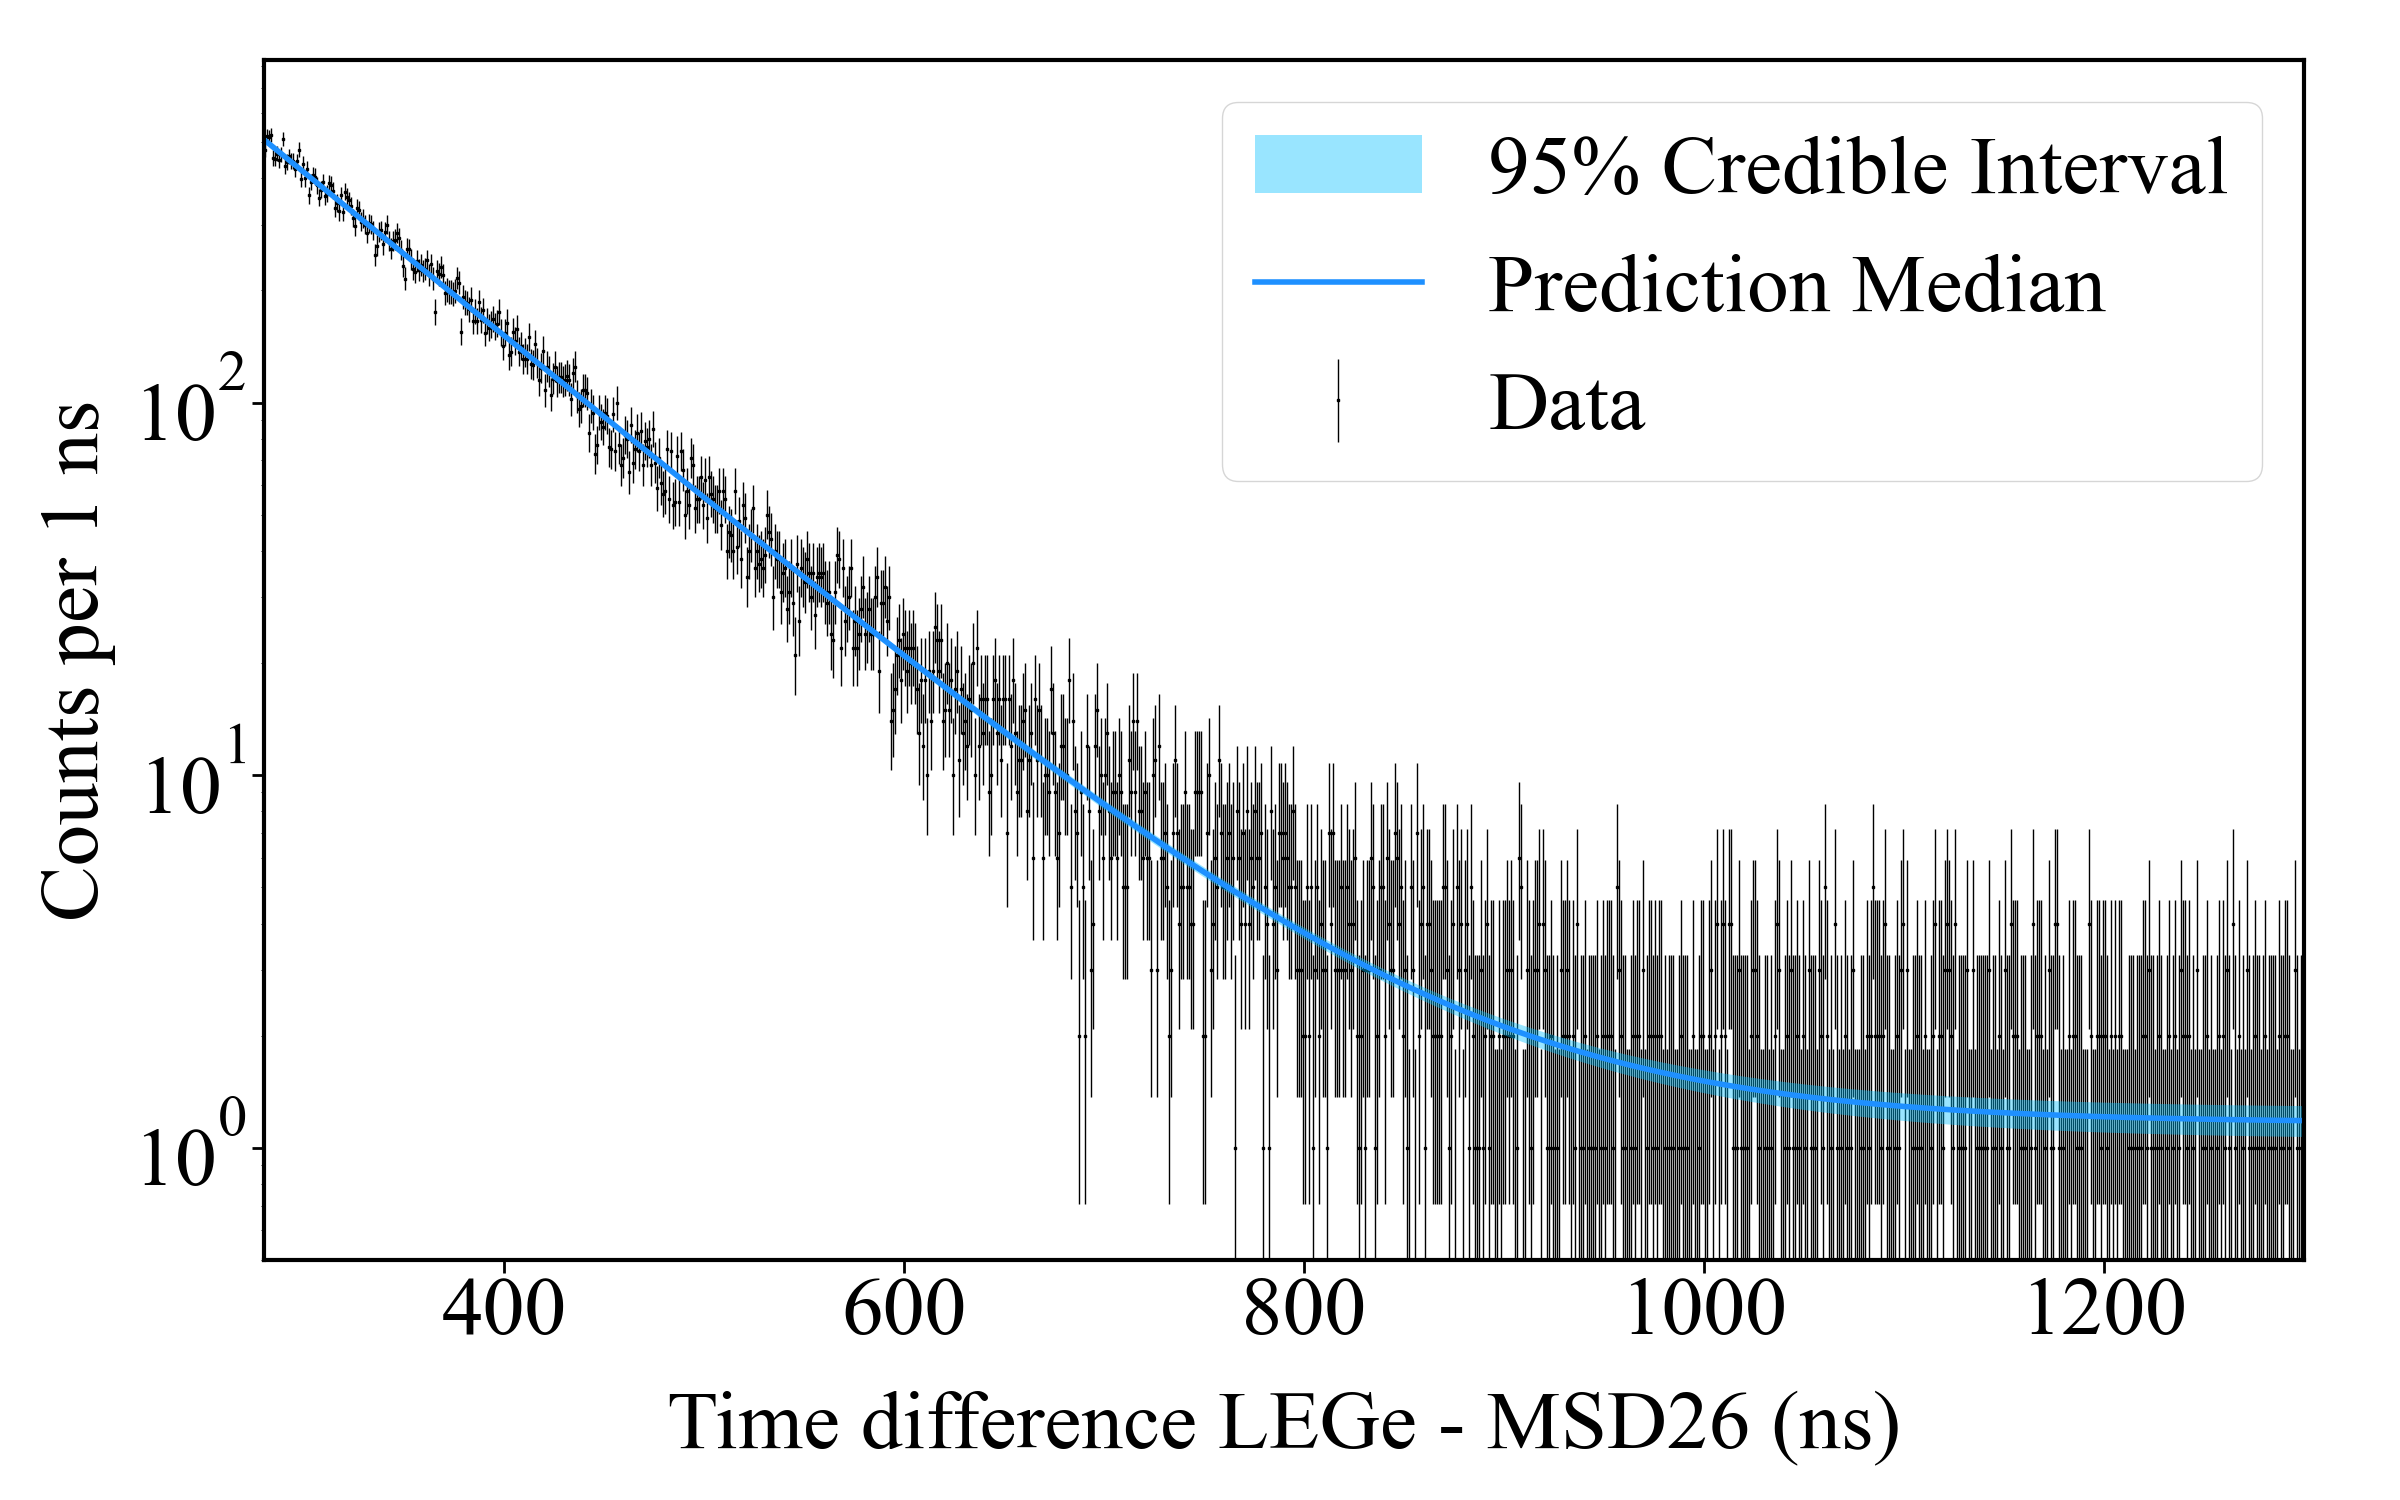 95% Credible Interval
Prediction Median
Data
Counts per 1 ns
10^2
10^1
10^0
400 600 800 1000 1200
Time difference LEGe - MSD26 (ns)